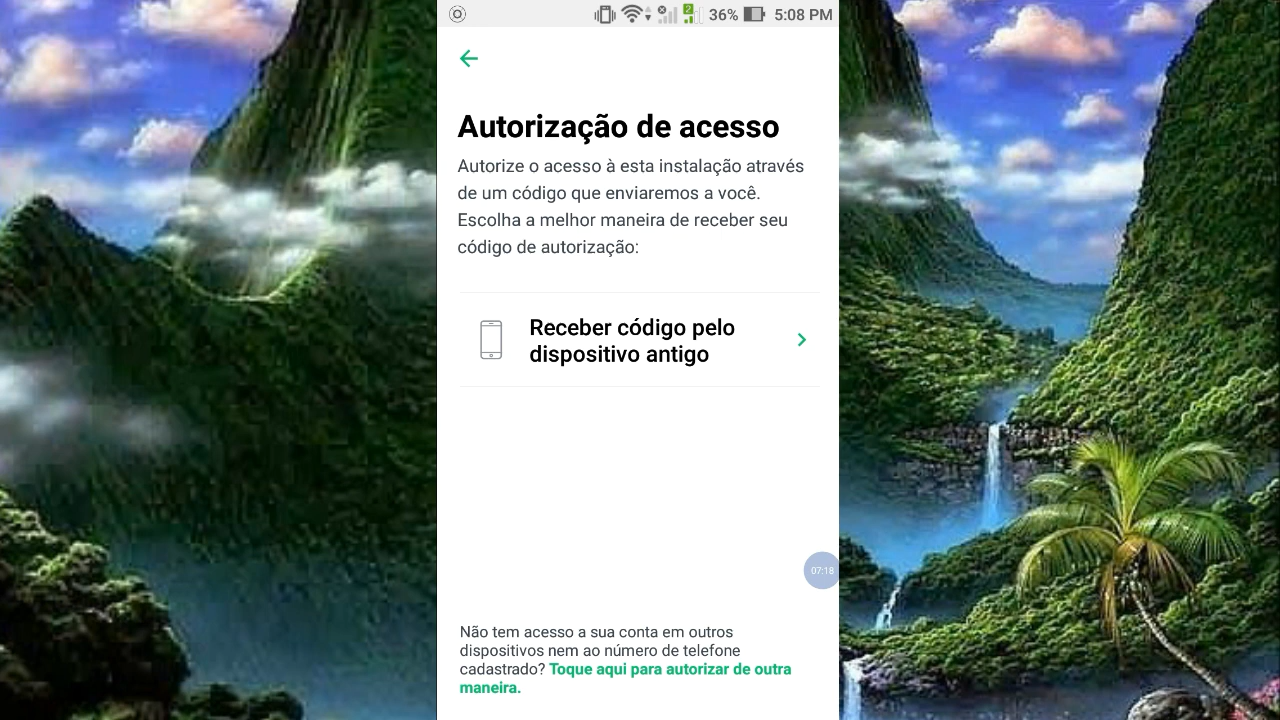 2 36% 5:08 PM
Autorização de acesso
Autorize o acesso à esta instalação através
de um código que enviaremos a você.
Escolha a melhor maneira de receber seu
código de autorização:
Receber código pelo
dispositivo antigo
07:18
Não tem acesso a sua conta em outros
dispositivos nem ao número de telefone
cadastrado? Toque aqui para autorizar de outra
maneira.